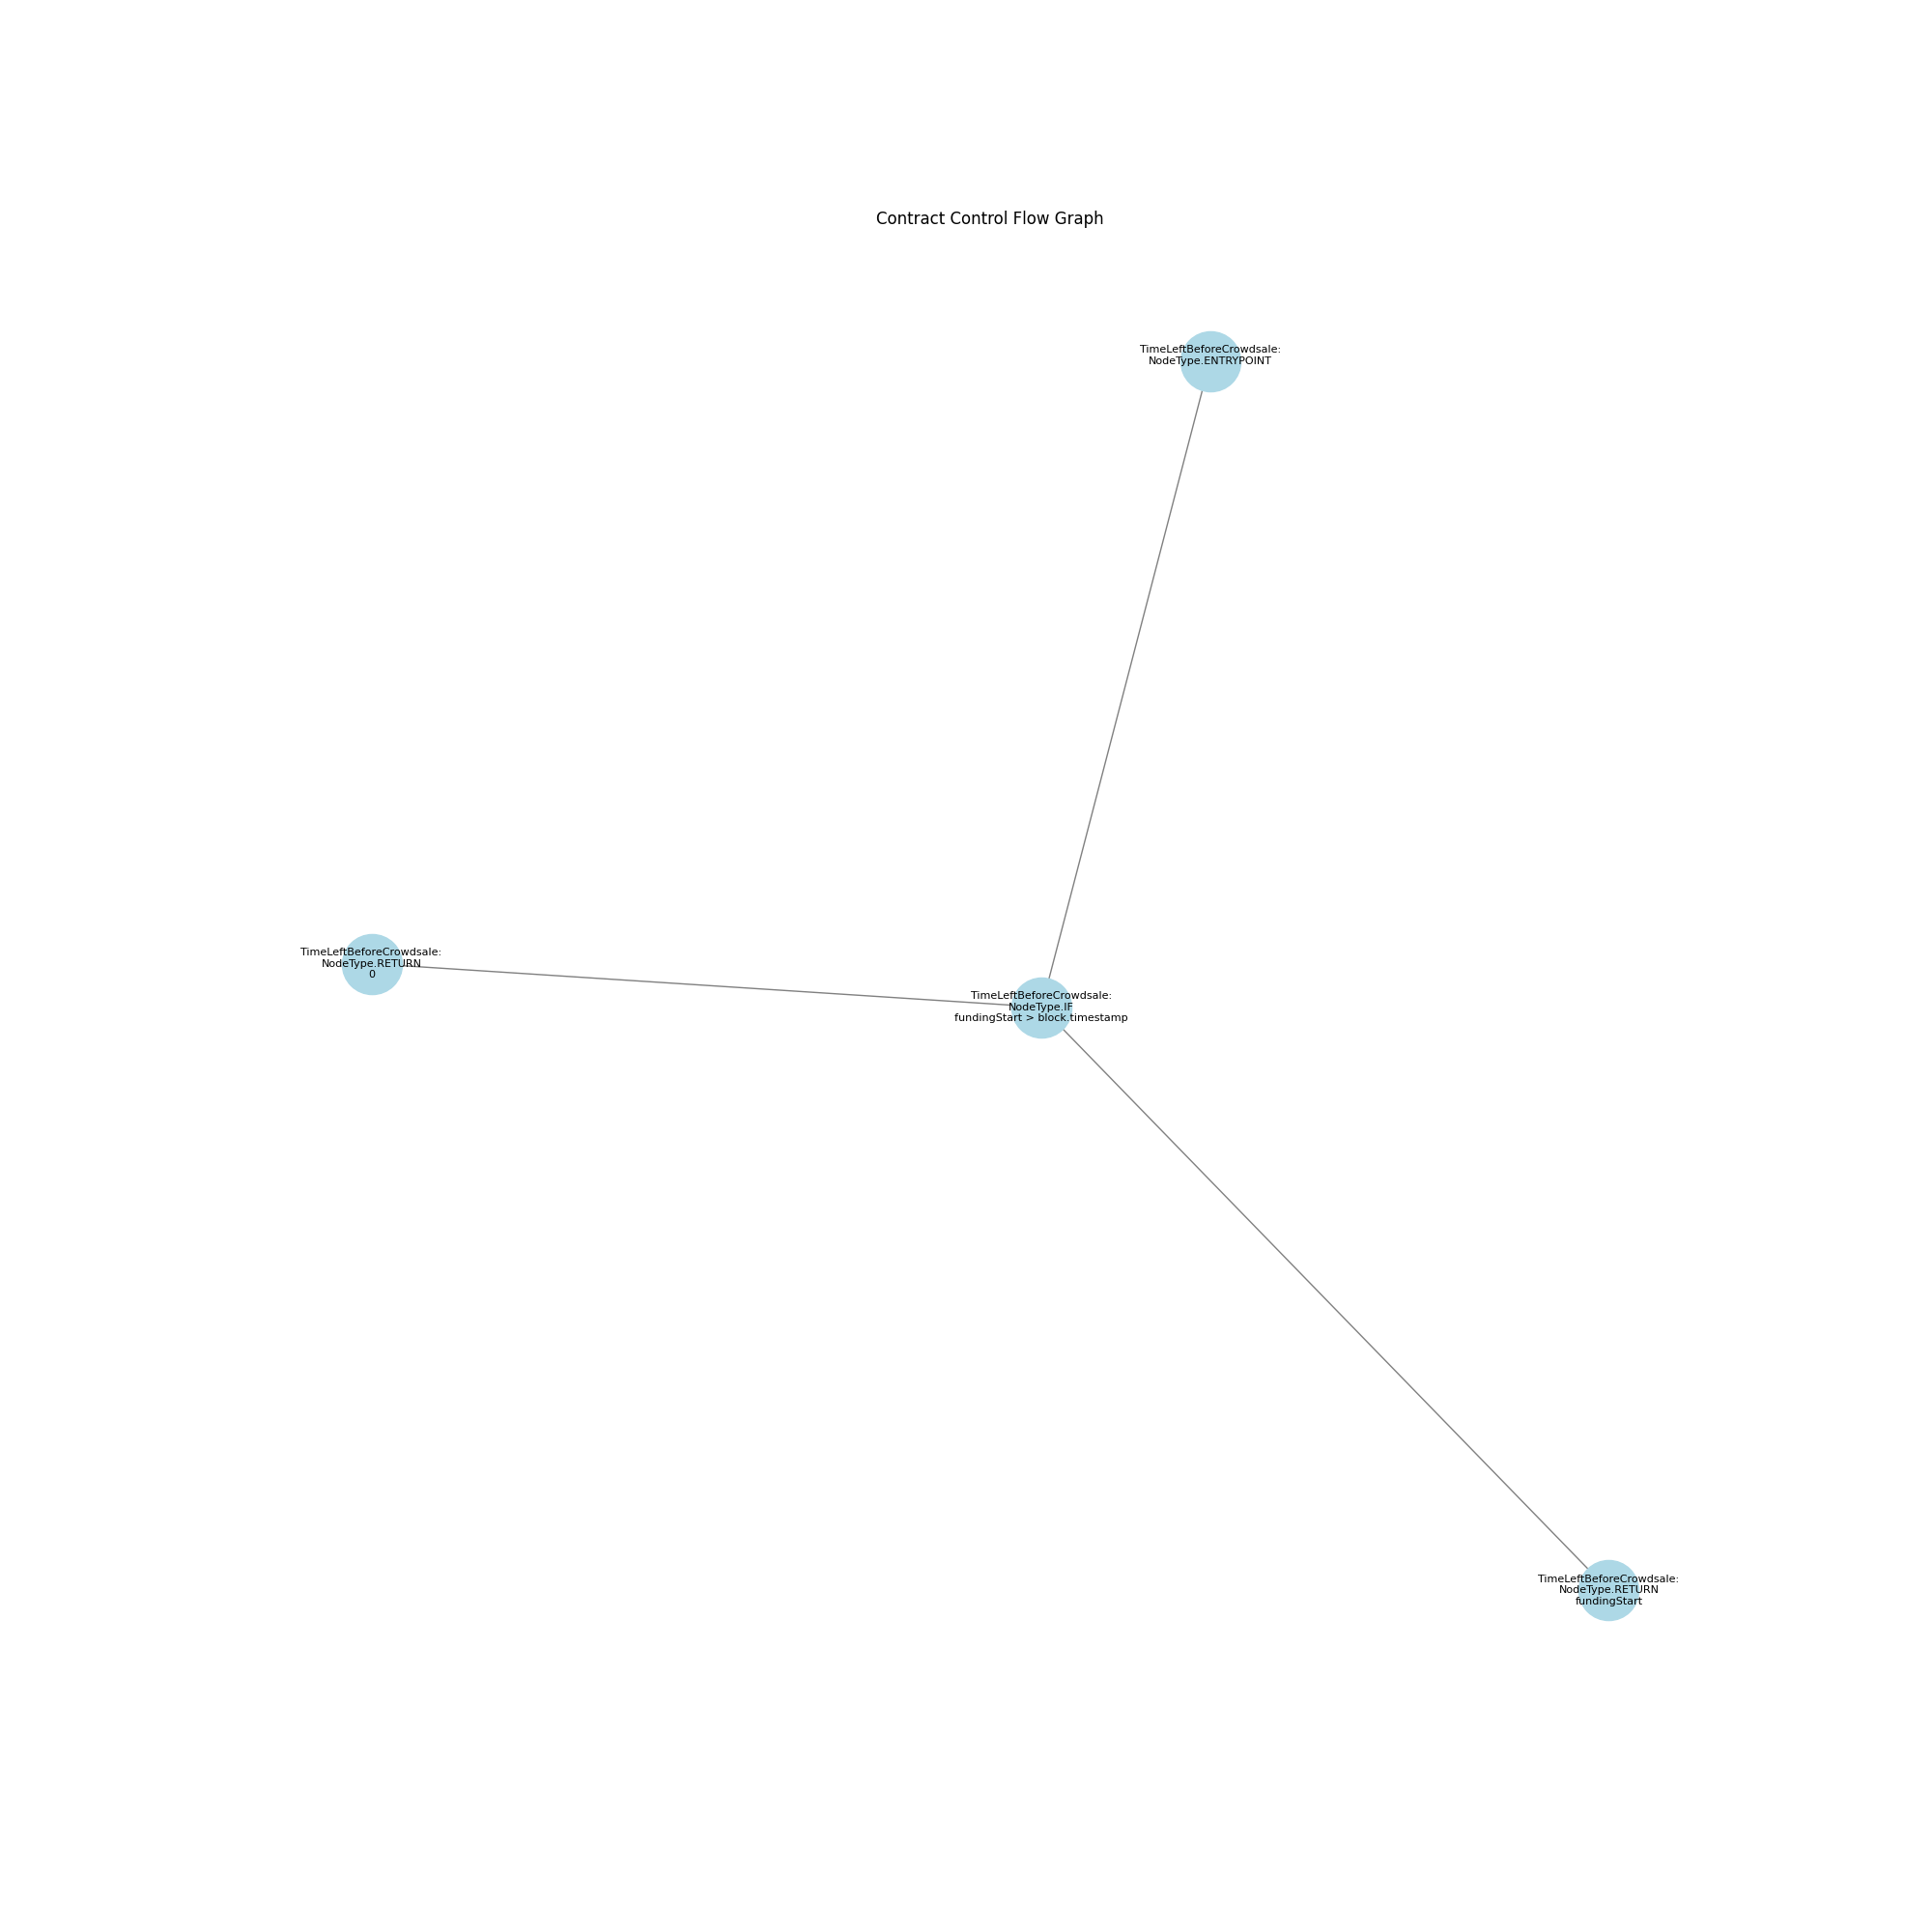 Contract Control Flow Graph
TimeLeftBeforeCrowdsale:
NodeType.ENTRYPOINT
TimeLeftBeforeCrowdsale:
NodeType.RETURN
0
TimeLeftBeforeCrowdsale:
NodeType.IF
fundingStart > block.timestamp
TimeLeftBeforeCrowdsale:
NodeType.RETURN
fundingStart